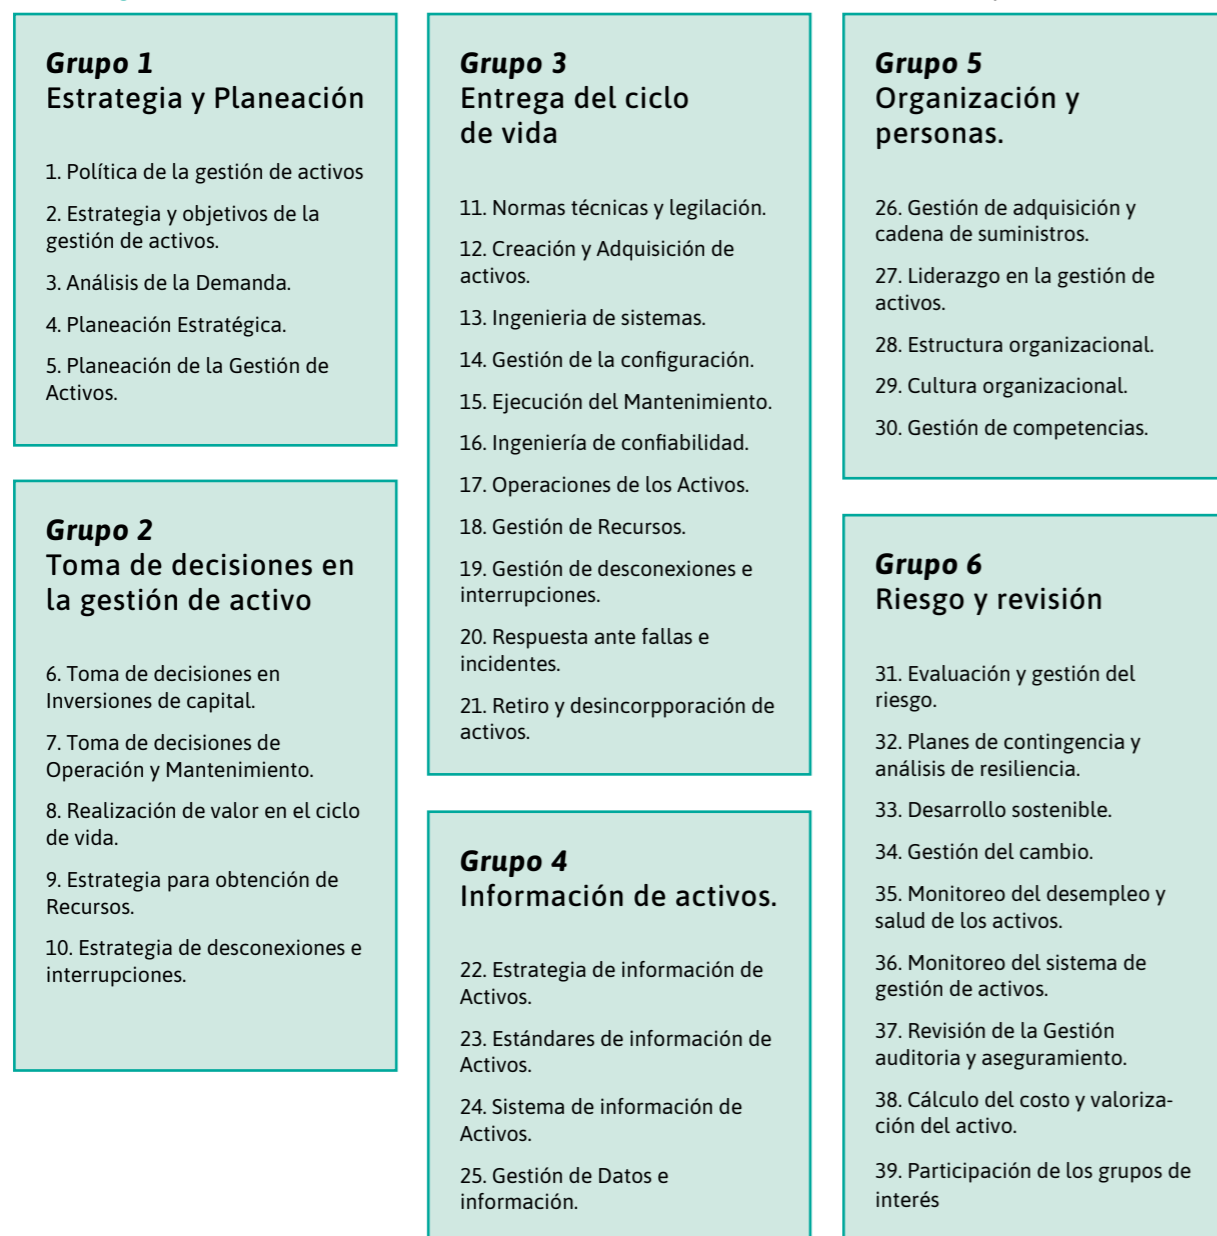 Grupo 1
Estrategia y Planeación
1. Política de la gestión de activos
2. Estrategia y objetivos de la
gestión de activos.
3. Análisis de la Demanda.
4. Planeación Estratégica.
5. Planeación de la Gestión de
Activos.
Grupo 2
Toma de decisiones en
la gestión de activo
6. Toma de decisiones en
Inversiones de capital.
7. Toma de decisiones de
Operación y Mantenimiento.
8. Realización de valor en el ciclo
de vida.
9. Estrategia para obtención de
Recursos.
10. Estrategia de desconexiones e
interrupciones.
Grupo 3
Entrega del ciclo
de vida
11. Normas técnicas y legilación.
12. Creación y Adquisición de
activos.
13. Ingenieria de sistemas.
14. Gestión de la configuración.
15. Ejecución del Mantenimiento.
16. Ingeniería de confiabilidad.
17. Operaciones de los Activos.
18. Gestión de Recursos.
19. Gestión de desconexiones e
interrupciones.
20. Respuesta ante fallas e
incidentes.
21. Retiro y desincorpporación de
activos.
Grupo 4
Información de activos.
22. Estrategia de información de
Activos.
23. Estándares de información de
Activos.
24. Sistema de información de
Activos.
25. Gestión de Datos e
información.
Grupo 5
Organización y
personas.
26. Gestión de adquisición y
cadena de suministros.
27. Liderazgo en la gestión de
activos.
28. Estructura organizacional.
29. Cultura organizacional.
30. Gestión de competencias.
Grupo 6
Riesgo y revisión
31. Evaluación y gestión del
riesgo.
32. Planes de contingencia y
análisis de resiliencia.
33. Desarrollo sostenible.
34. Gestión del cambio.
35. Monitoreo del desempleo y
salud de los activos.
36. Monitoreo del sistema de
gestión de activos.
37. Revisión de la Gestión
auditoria y aseguramiento.
38. Cálculo del costo y valoriza-
ción del activo.
39. Participación de los grupos de
interés